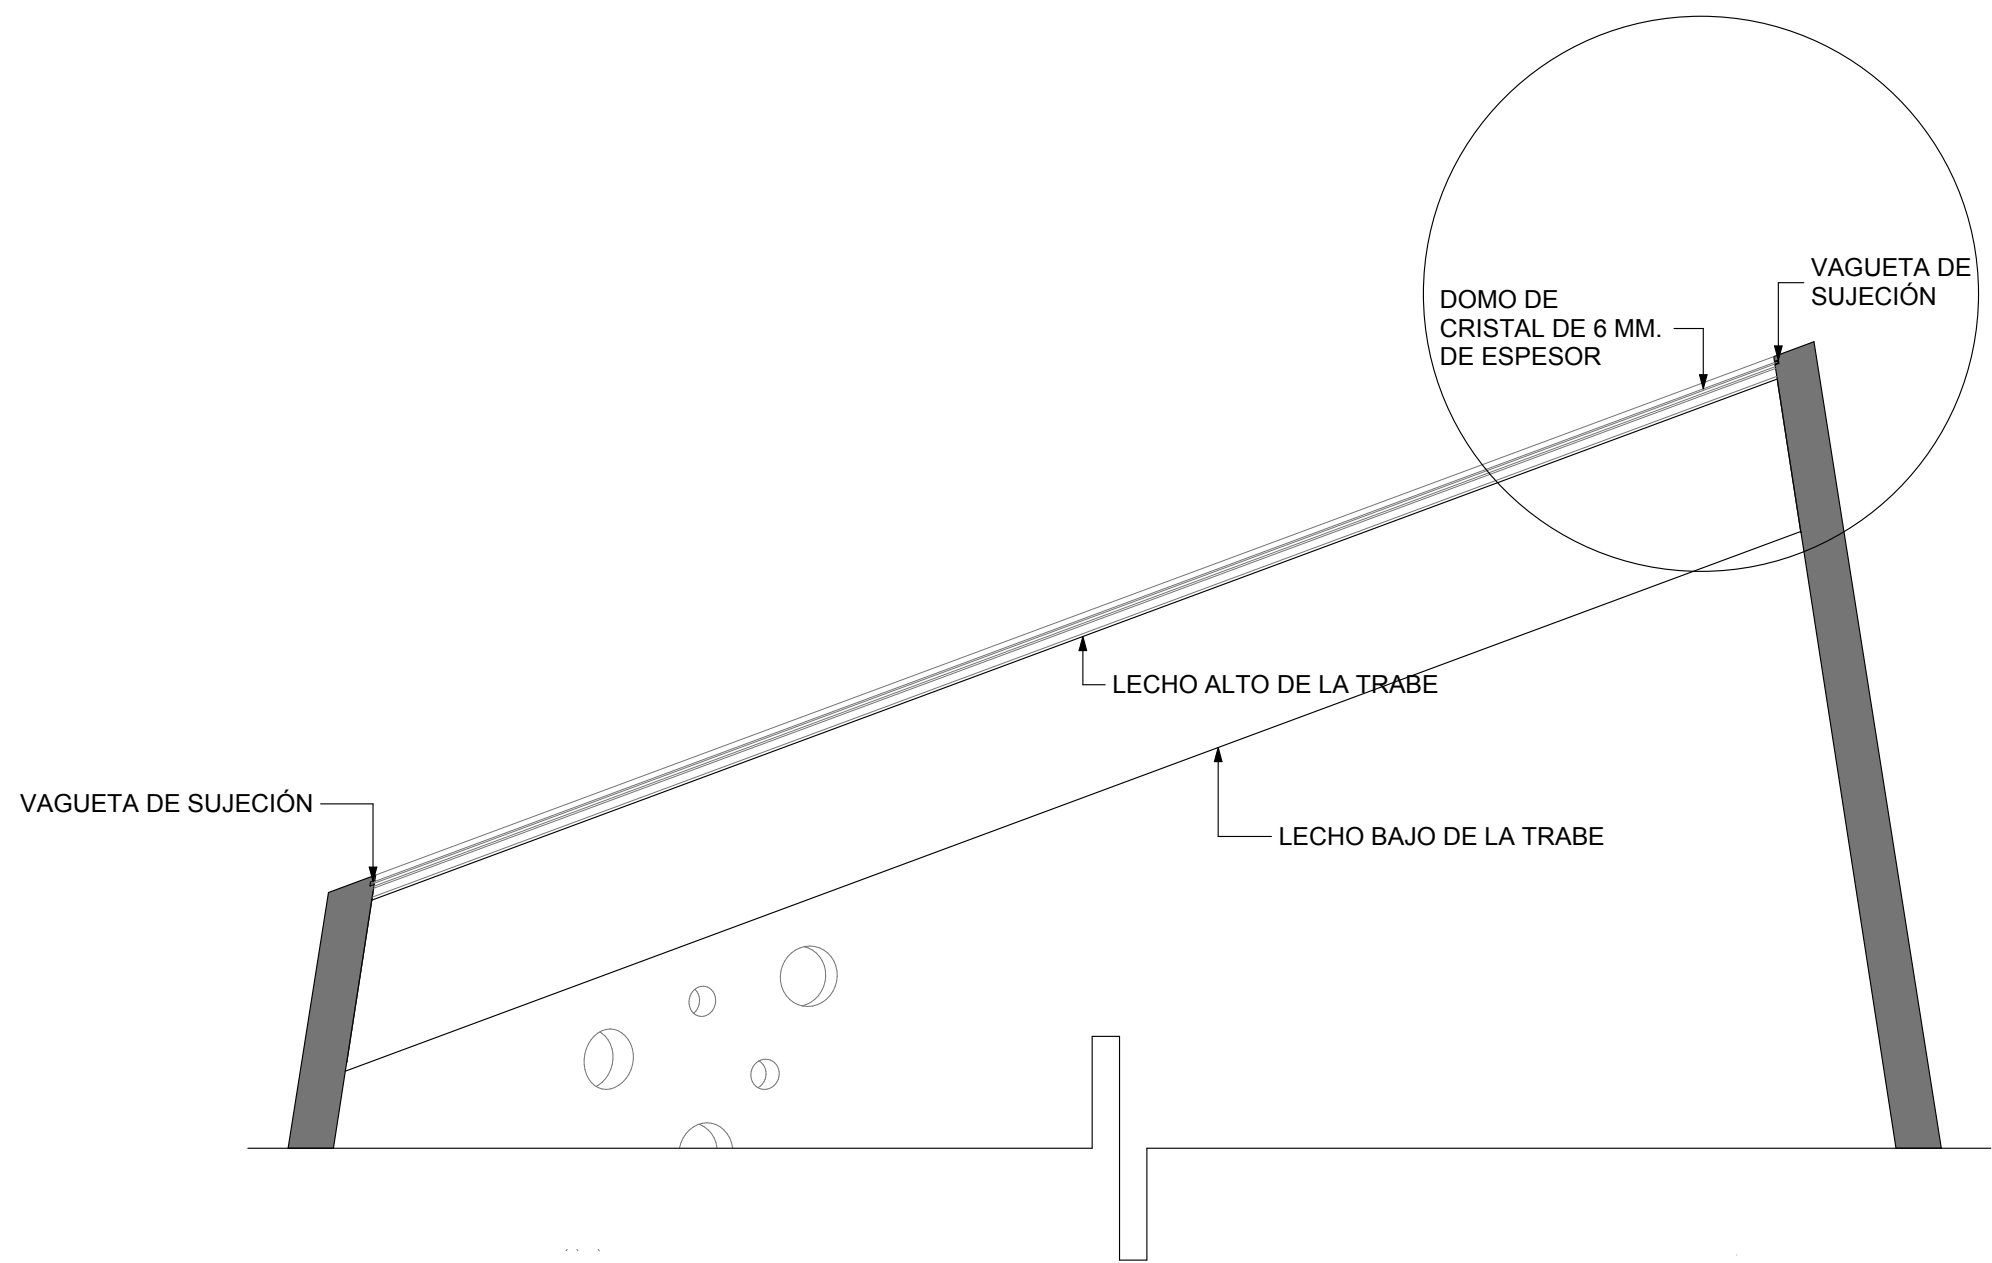 VAGUETA DE
SUJECIÓN
DOMO DE
CRISTAL DE 6 MM.
DE ESPESOR
LECHO ALTO DE LA TRABE
VAGUETA DE SUJECIÓN
LECHO BAJO DE LA TRABE